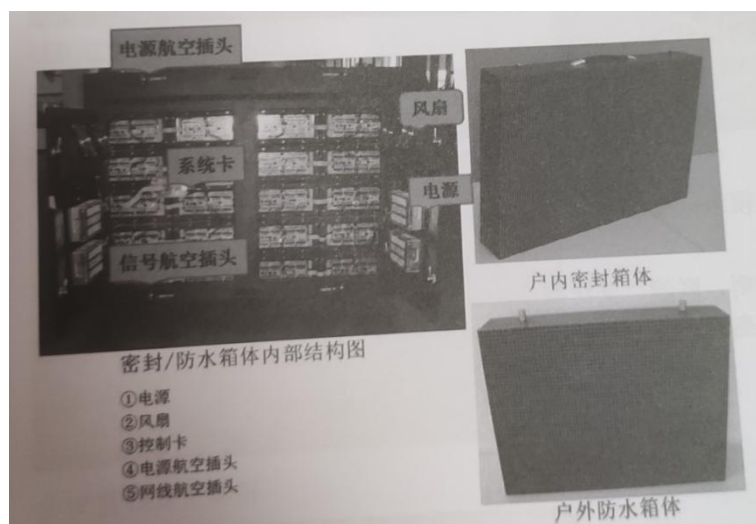 电源航空插头
风扇
系统卡
电源
信号航空插头
户内密封箱体
密封/防水箱体内部结构图
①电源
②风扇
③控制卡
④电源航空插头
⑤网线航空插头
户外防水箱体